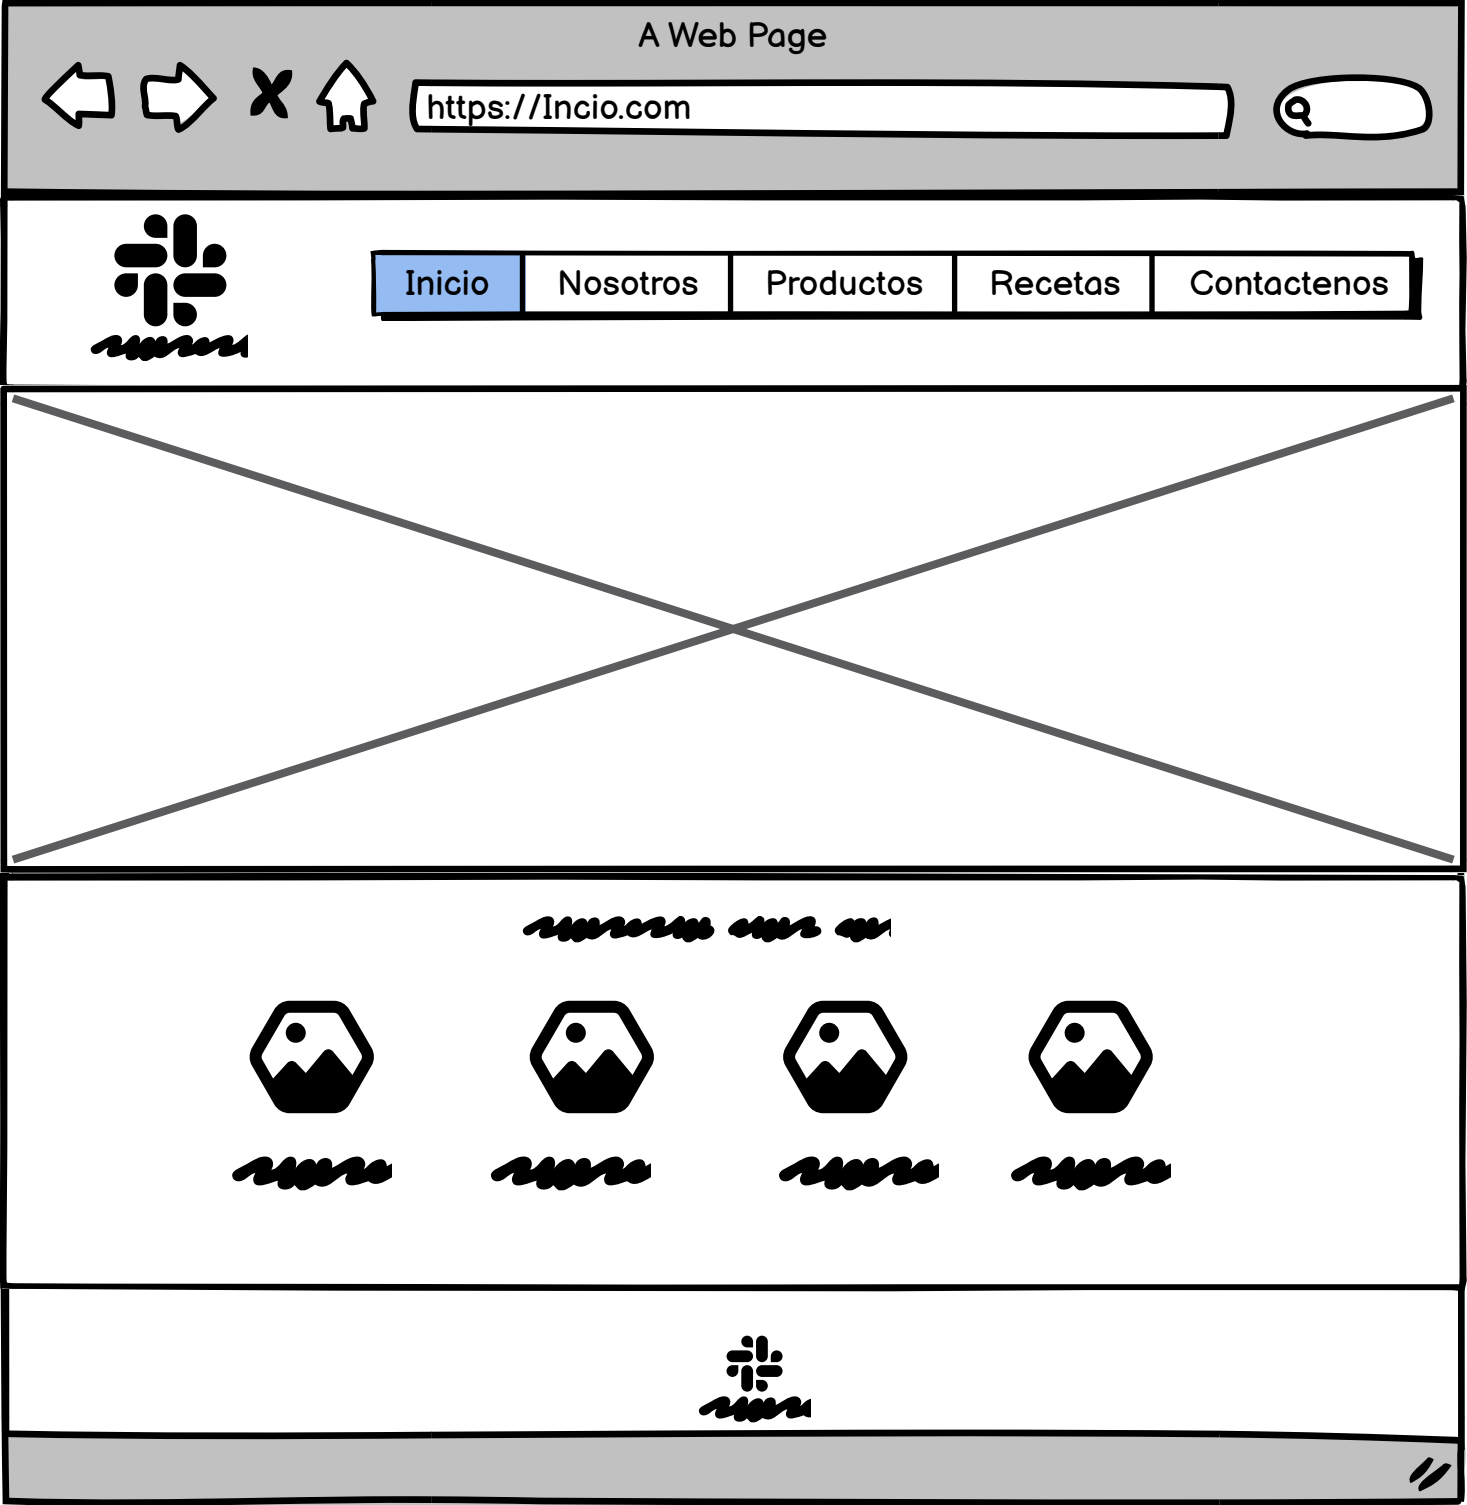 A Web Page
https://Incio.com
Inicio Nosotros Productos Recetas Contactenos